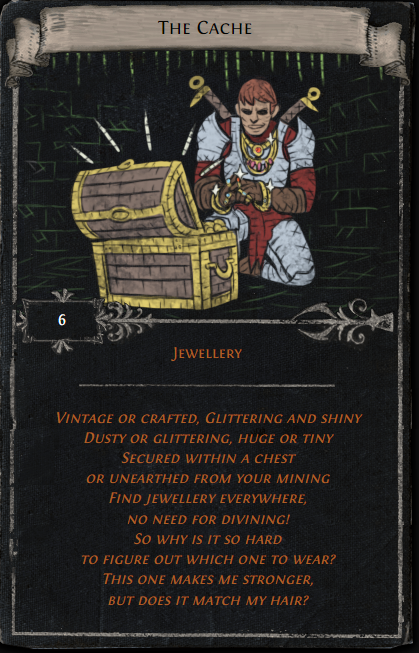 The Cache
6
Jewellery
Vintage or crafted, Glittering and shiny
Dusty or glittering, huge or tiny
Secured within a chest
or unearthed from your mining
Find jewellery everywhere,
no need for divining!
So why is it so hard
to figure out which one to wear?
This one makes me stronger,
but does it match my hair?